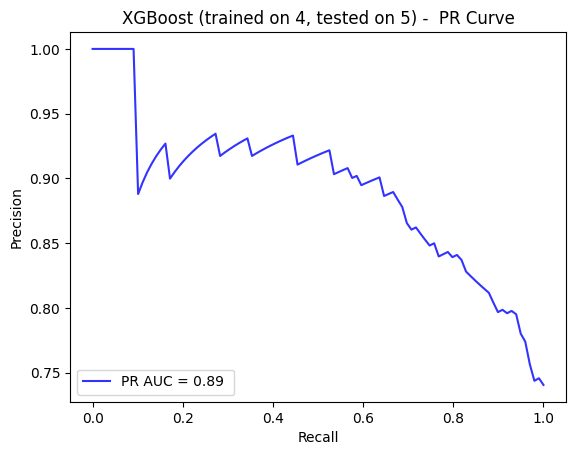 XGBoost (trained on 4, tested on 5) -  PR Curve
1.00
0.95
0.90
0.85
0.80
0.75
Precision
PR AUC = 0.89
0.0 0.2 0.4 0.6 0.8 1.0
Recall